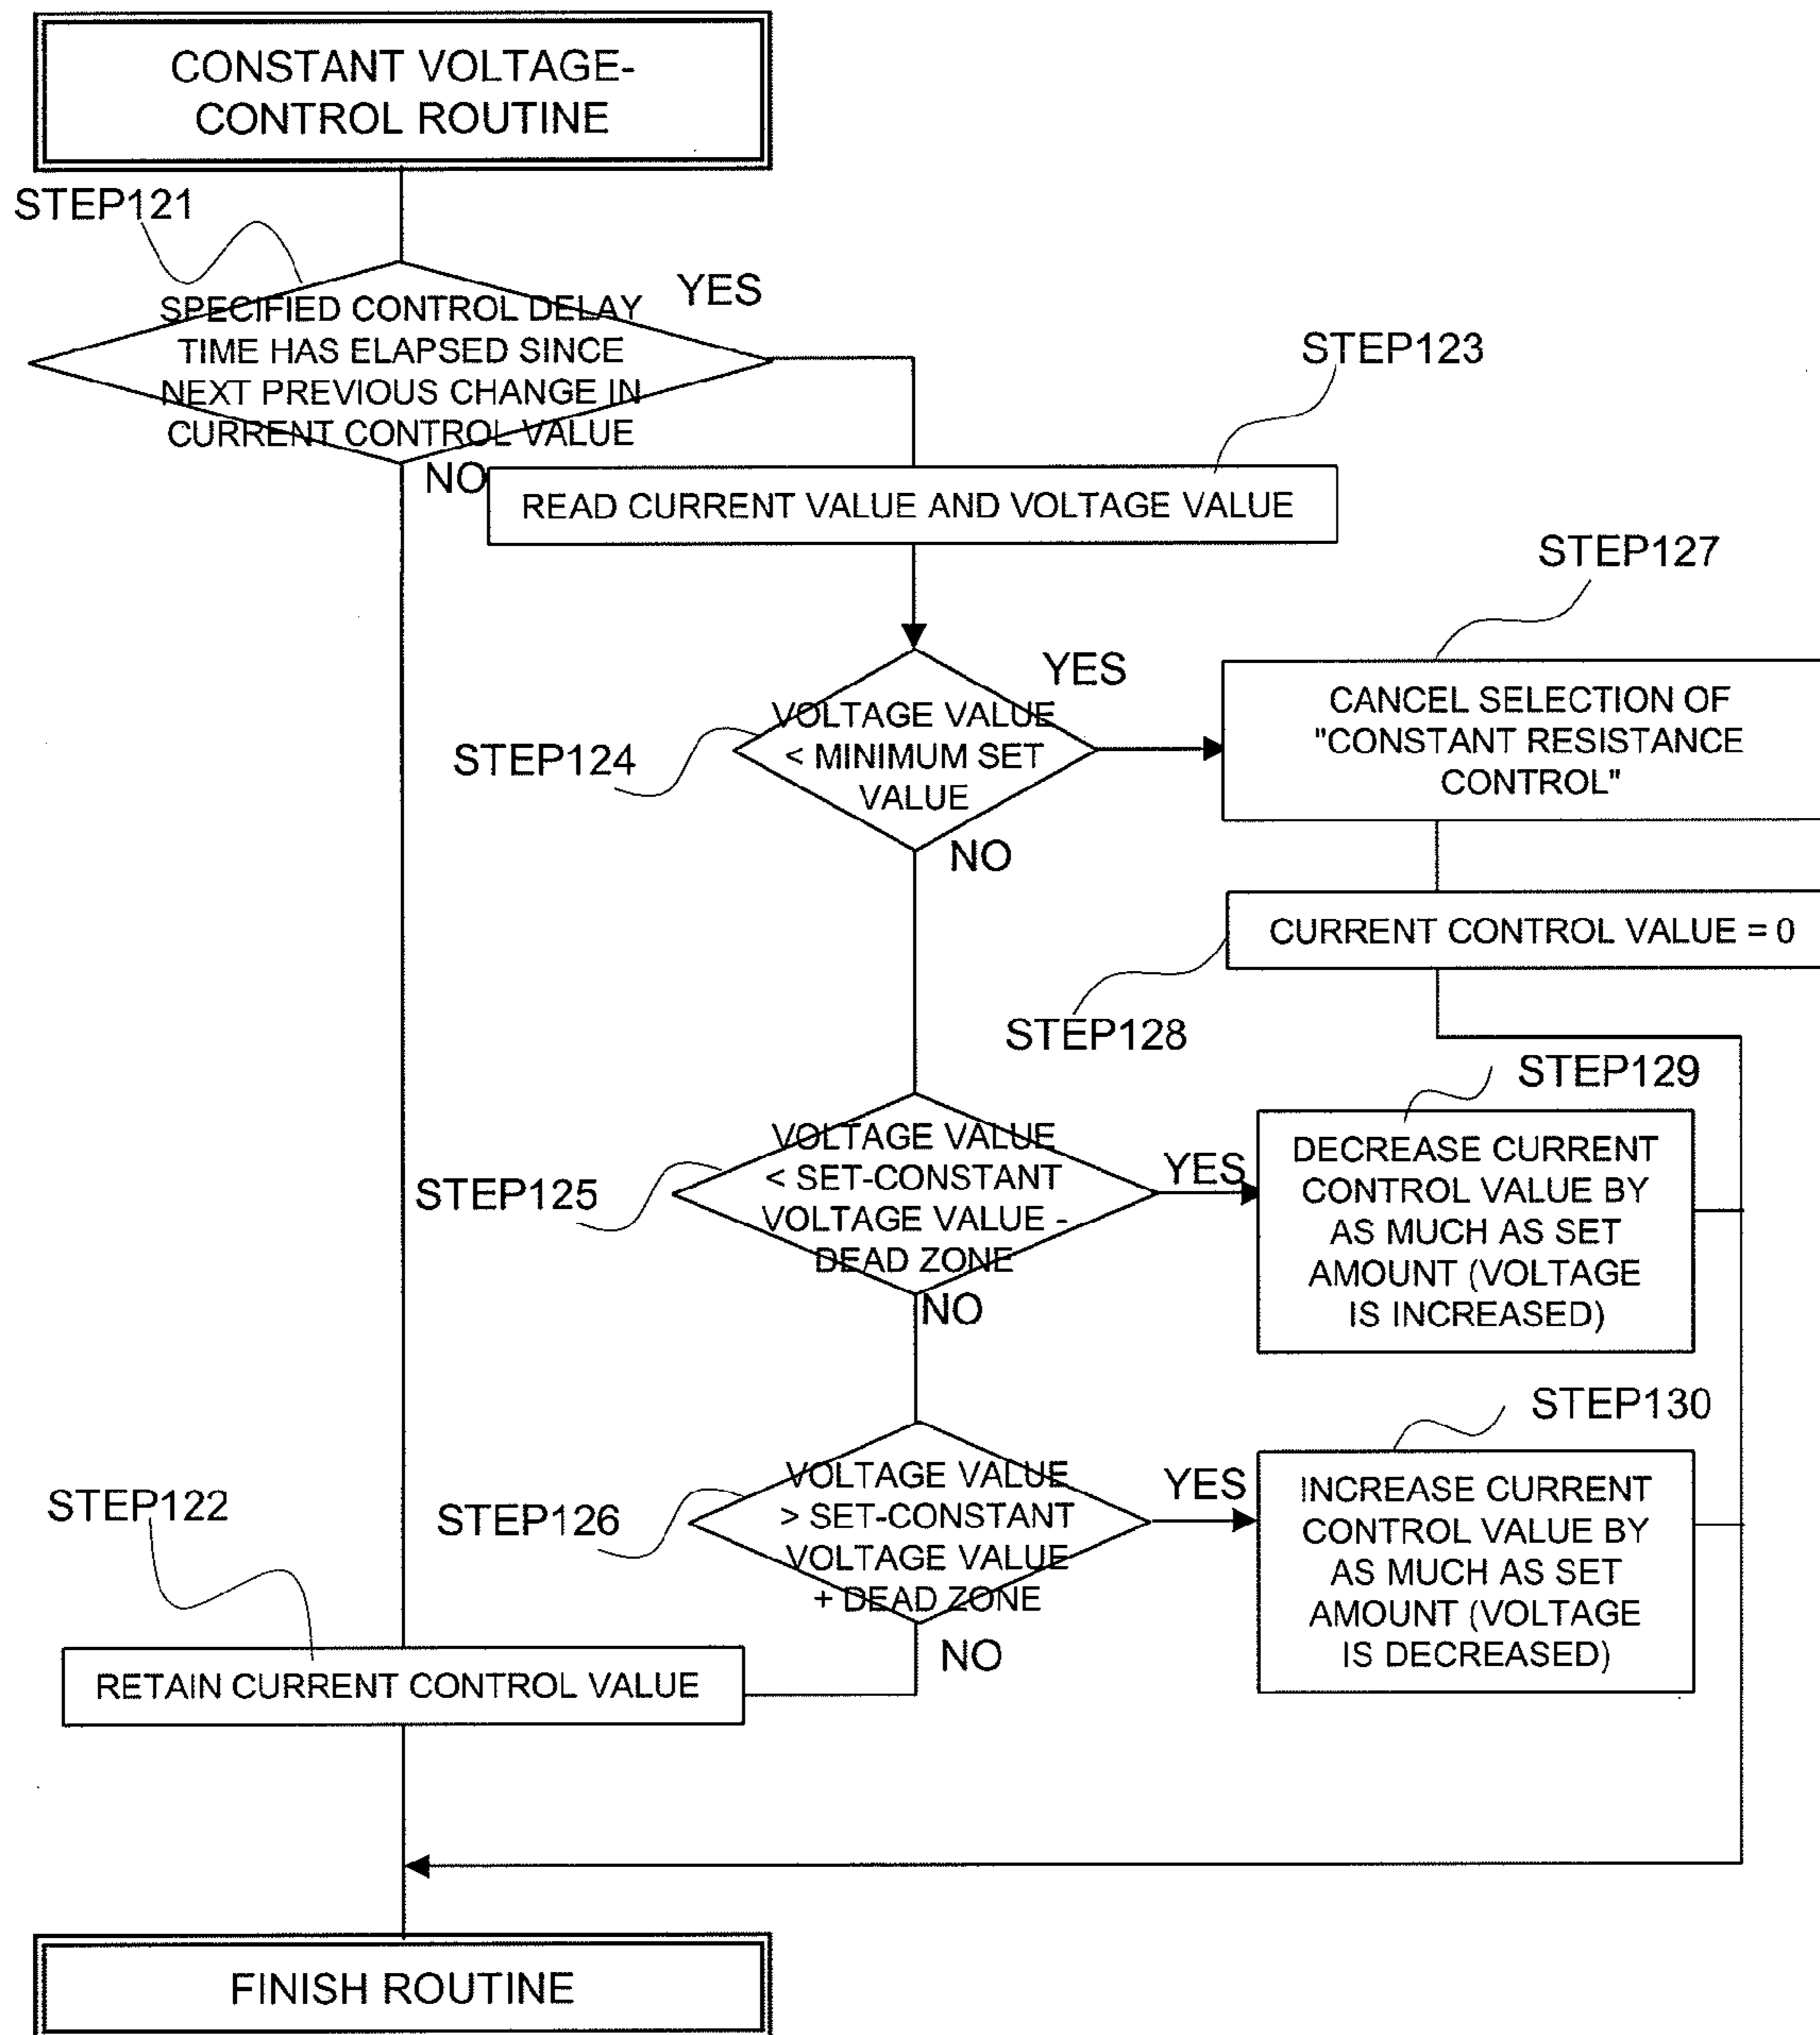 CONSTANT VOLTAGE-
CONTROL ROUTINE
STEP121
SPECIFIED CONTROL DELAY
TIME HAS ELAPSED SINCE
NEXT PREVIOUS CHANGE IN
CURRENT CONTROL VALUE
YES
NO
STEP123
READ CURRENT VALUE AND VOLTAGE VALUE
STEP124
VOLTAGE VALUE
< MINIMUM SET
VALUE
YES
NO
STEP127
CANCEL SELECTION OF
"CONSTANT RESISTANCE
CONTROL"
CURRENT CONTROL VALUE = 0
STEP128
STEP125
VOLTAGE VALUE
< SET-CONSTANT
VOLTAGE VALUE -
DEAD ZONE
YES
NO
STEP129
DECREASE CURRENT
CONTROL VALUE BY
AS MUCH AS SET
AMOUNT (VOLTAGE
IS INCREASED)
STEP126
VOLTAGE VALUE
> SET-CONSTANT
VOLTAGE VALUE
+ DEAD ZONE
YES
NO
STEP130
INCREASE CURRENT
CONTROL VALUE BY
AS MUCH AS SET
AMOUNT (VOLTAGE
IS DECREASED)
STEP122
RETAIN CURRENT CONTROL VALUE
FINISH ROUTINE